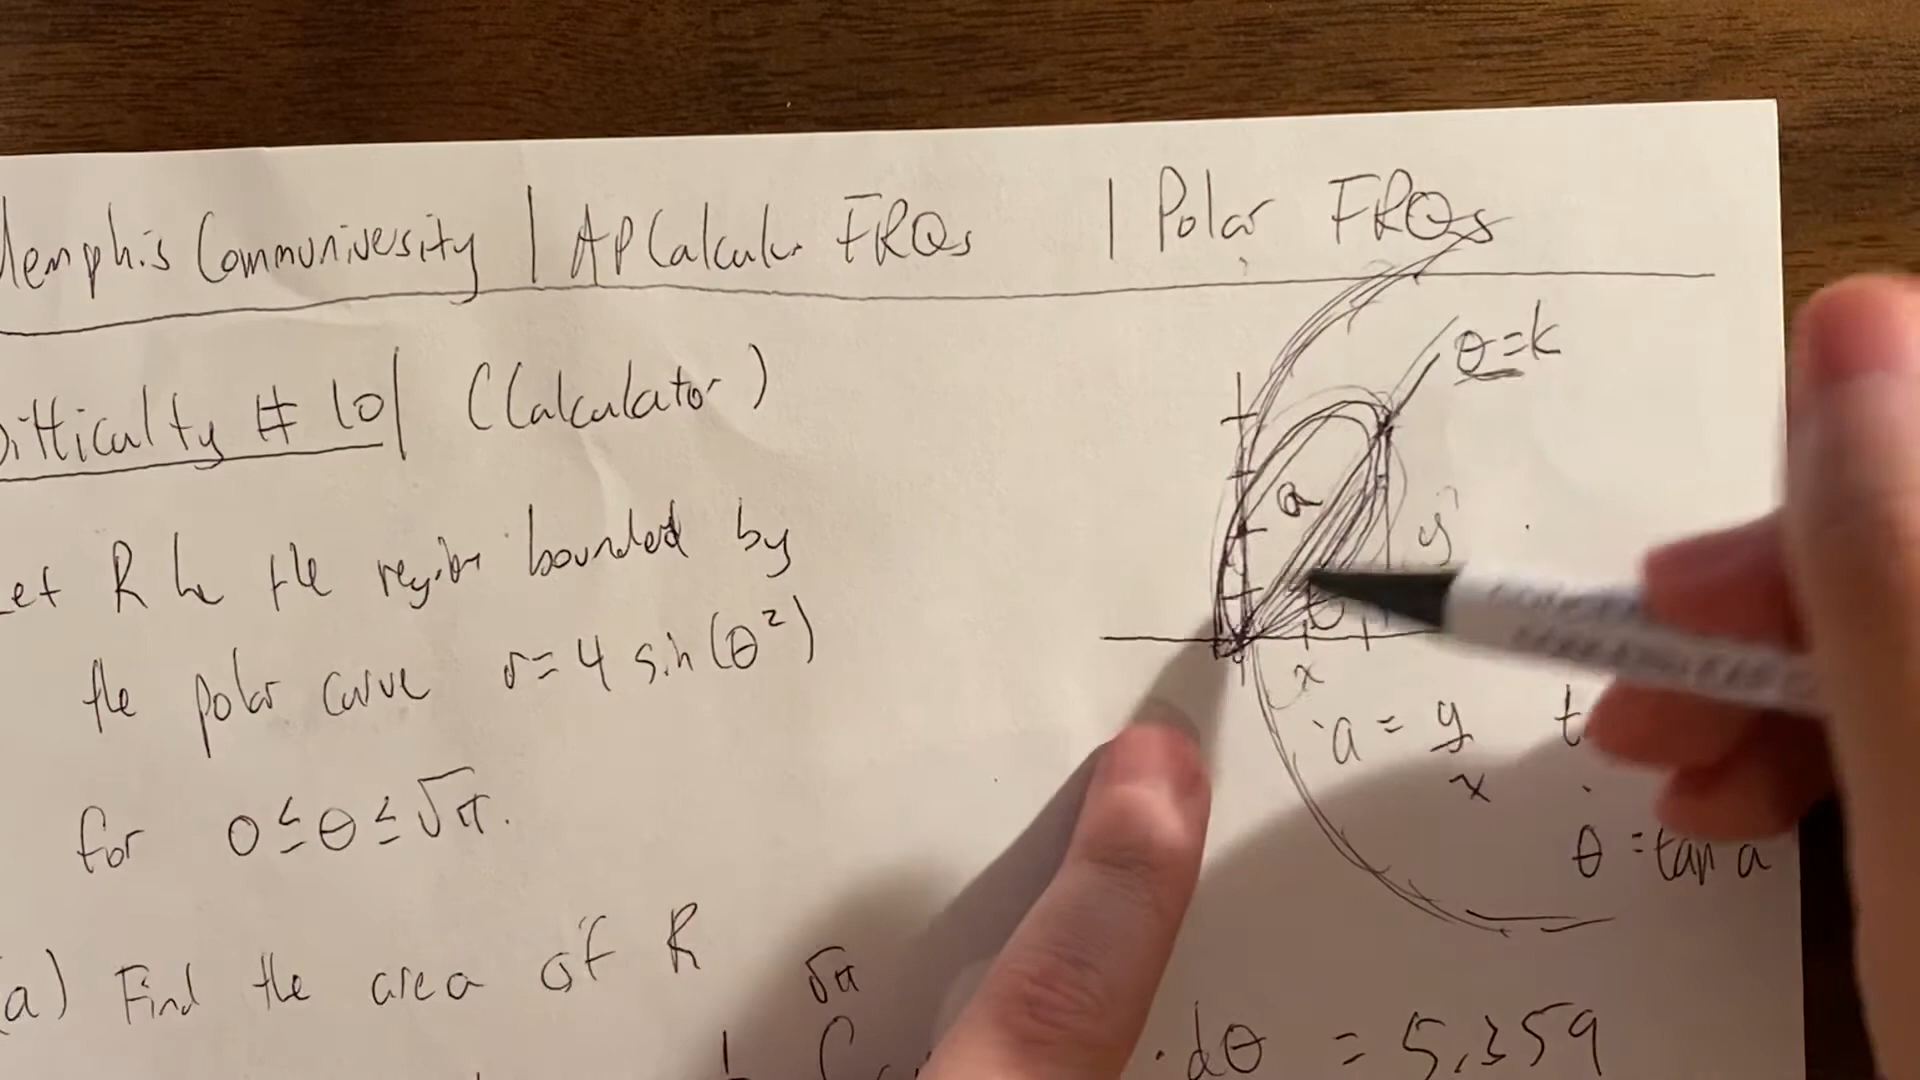 Memphis Communiversity | AP Calculus FRQs | Polar FRQs
Difficulty # 10 | (Calculator)
θ=k
Let R be the region bounded by
a
y
the polar curve r = 4 sin(θ²)
x
a = y/x
for 0 ≤ θ ≤ √π.
θ = tan a
(a) Find the area of R
√π
· dθ = 5.359